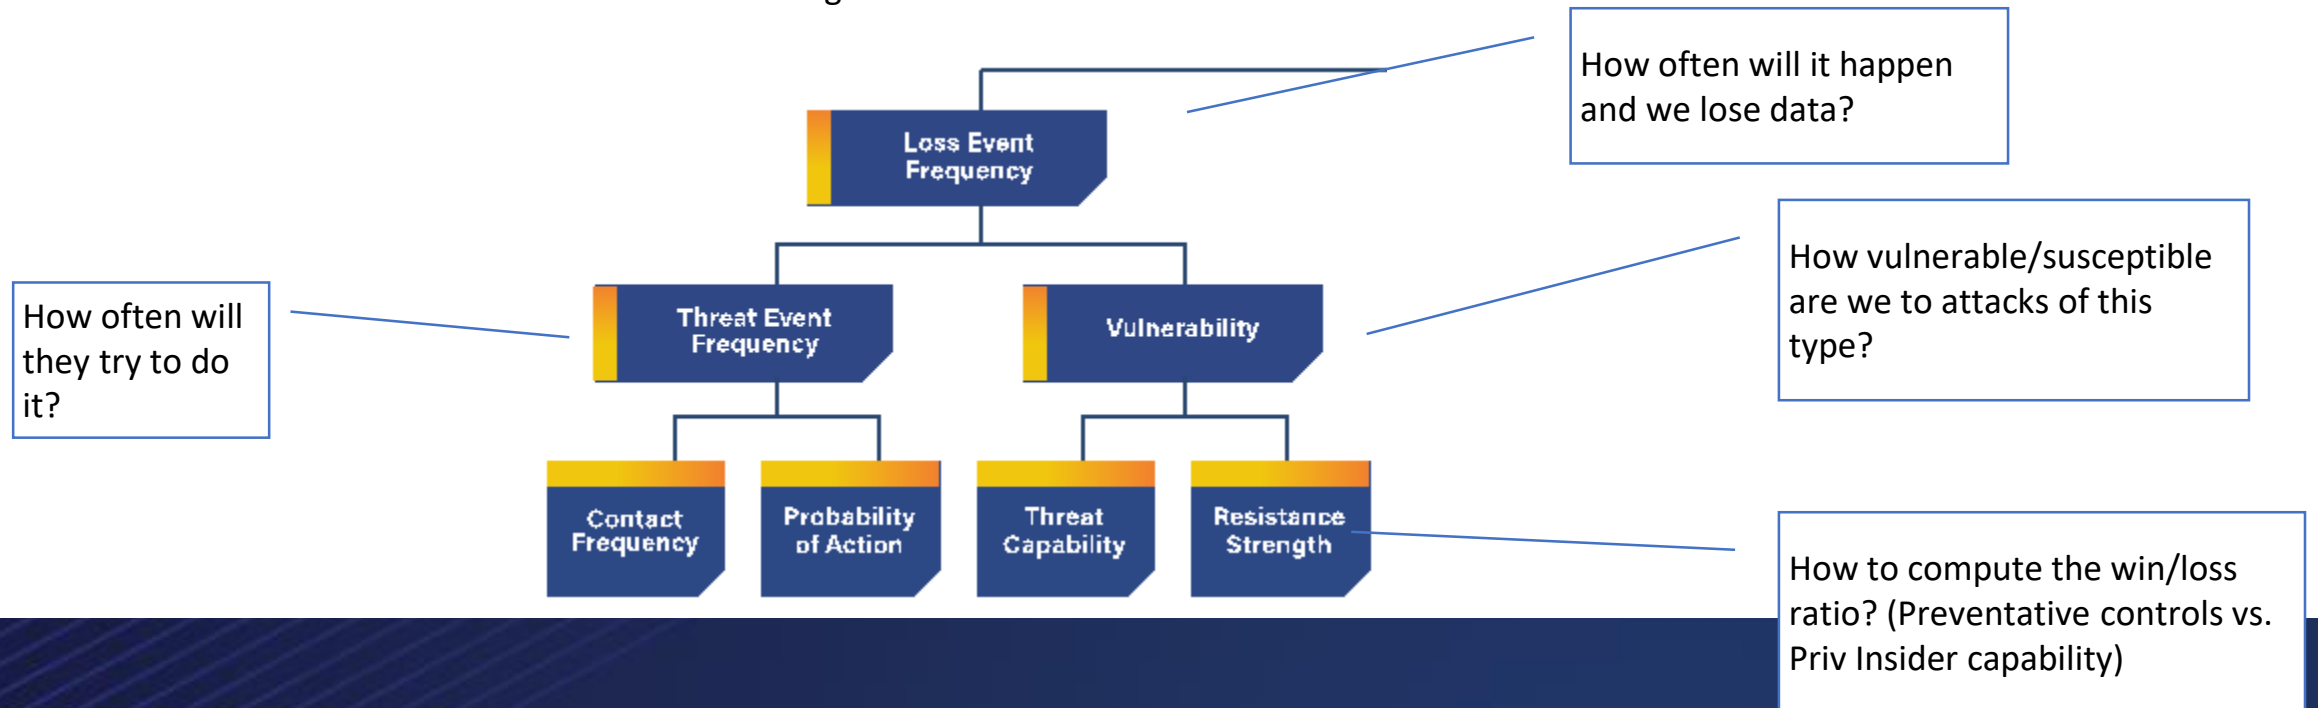 How often will it happen
and we lose data?
Loss Event
Frequency
How vulnerable/susceptible
are we to attacks of this
type?
How often will
they try to do
it?
Threat Event
Frequency
Vulnerability
Contact
Frequency
Probability
of Action
Threat
Capability
Resistance
Strength
How to compute the win/loss
ratio? (Preventative controls vs.
Priv Insider capability)